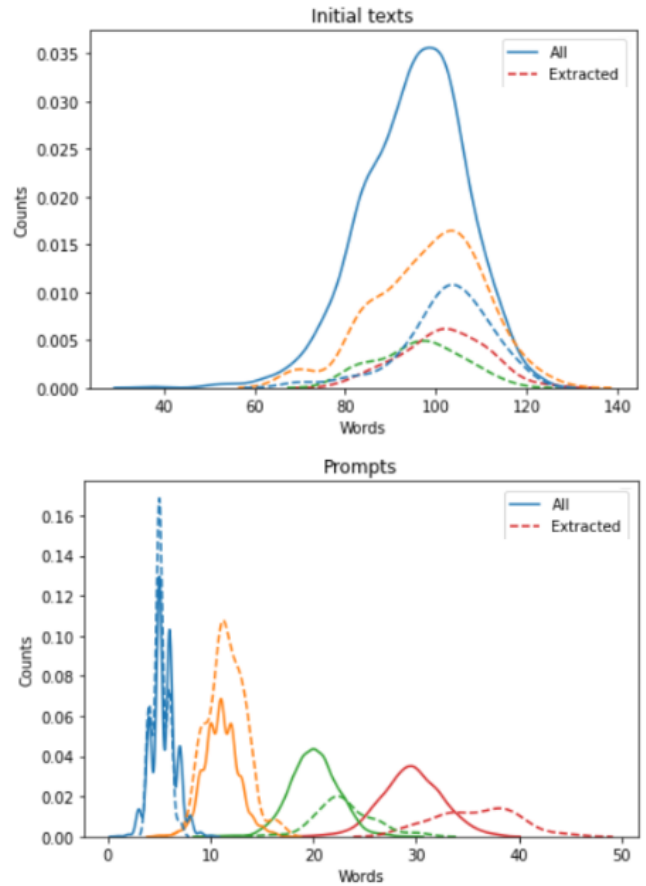 Initial texts
All
Extracted
0.035
0.030
0.025
0.020
0.015
0.010
0.005
0.000
Counts
40 60 80 100 120 140
Words
Prompts
All
Extracted
0.16
0.14
0.12
0.10
0.08
0.06
0.04
0.02
0.00
Counts
0 10 20 30 40 50
Words